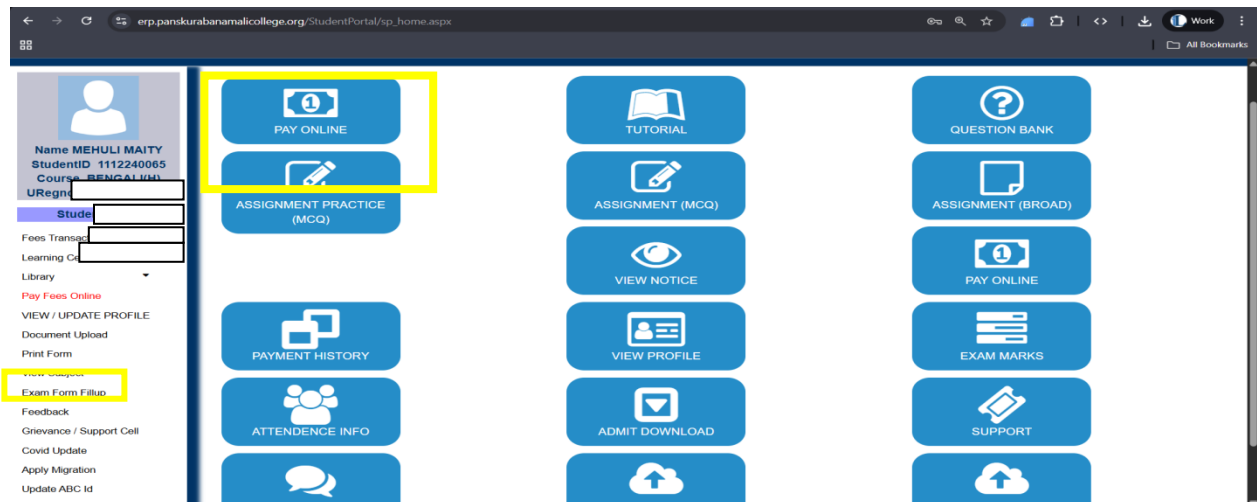 erp.panskurabanamalicollege.org/StudentPortal/sp_home.aspx
Work
All Bookmarks
Name MEHULI MAITY
StudentID 1112240065
Course BENGALI(H)
URegno
Fees
Learning
Library
Pay Fees Online
VIEW / UPDATE PROFILE
Document Upload
Print Form
View Subject
Exam Form Fillup
Feedback
Grievance / Support Cell
Covid Update
Apply Migration
Update ABC Id
1
PAY ONLINE
TUTORIAL
?
QUESTION BANK
ASSIGNMENT PRACTICE
(MCQ)
ASSIGNMENT (MCQ)
ASSIGNMENT (BROAD)
VIEW NOTICE
1
PAY ONLINE
PAYMENT HISTORY
VIEW PROFILE
EXAM MARKS
ATTENDENCE INFO
ADMIT DOWNLOAD
SUPPORT